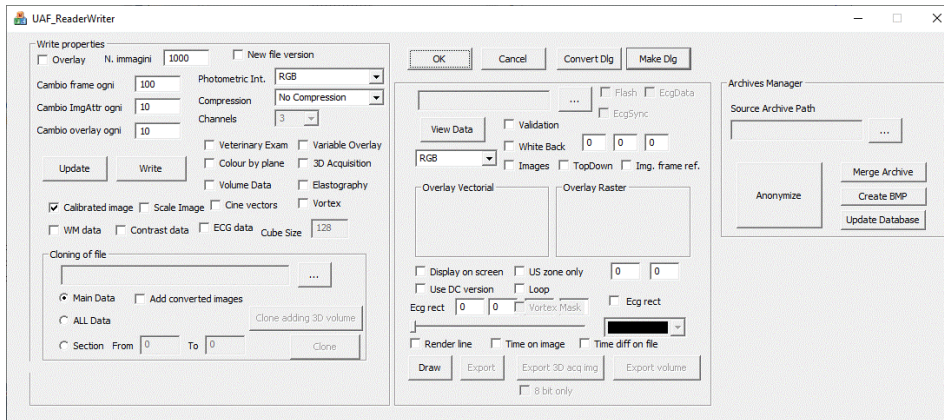 UAF_ReaderWriter
Write properties
Overlay N. immagini 1000 New file version
Cambio frame ogni 100 Photometric Int. RGB
Cambio ImgAttr ogni 10 Compression No Compression
Cambio overlay ogni 10 Channels 3
Veterinary Exam Variable Overlay
Update Write Colour by plane 3D Acquisition
Volume Data Elastography
Calibrated image Scale Image Cine vectors Vortex
WM data Contrast data ECG data Cube Size 128
Cloning of file
...
Main Data Add converted images
ALL Data Clone adding 3D volume
Section From 0 To 0 Clone
OK Cancel Convert Dlg Make Dlg
... Flash EcgData
EcgSync
View Data Validation
White Back 0 0 0
RGB Images TopDown Img. frame ref.
Overlay Vectorial Overlay Raster
Display on screen US zone only 0 0
Use DC version Loop
Ecg rect 0 0 Vortex Mask Ecg rect
Render line Time on image Time diff on file
Draw Export Export 3D acq img Export volume
8 bit only
Archives Manager
Source Archive Path
...
Anonymize Merge Archive
Create BMP
Update Database